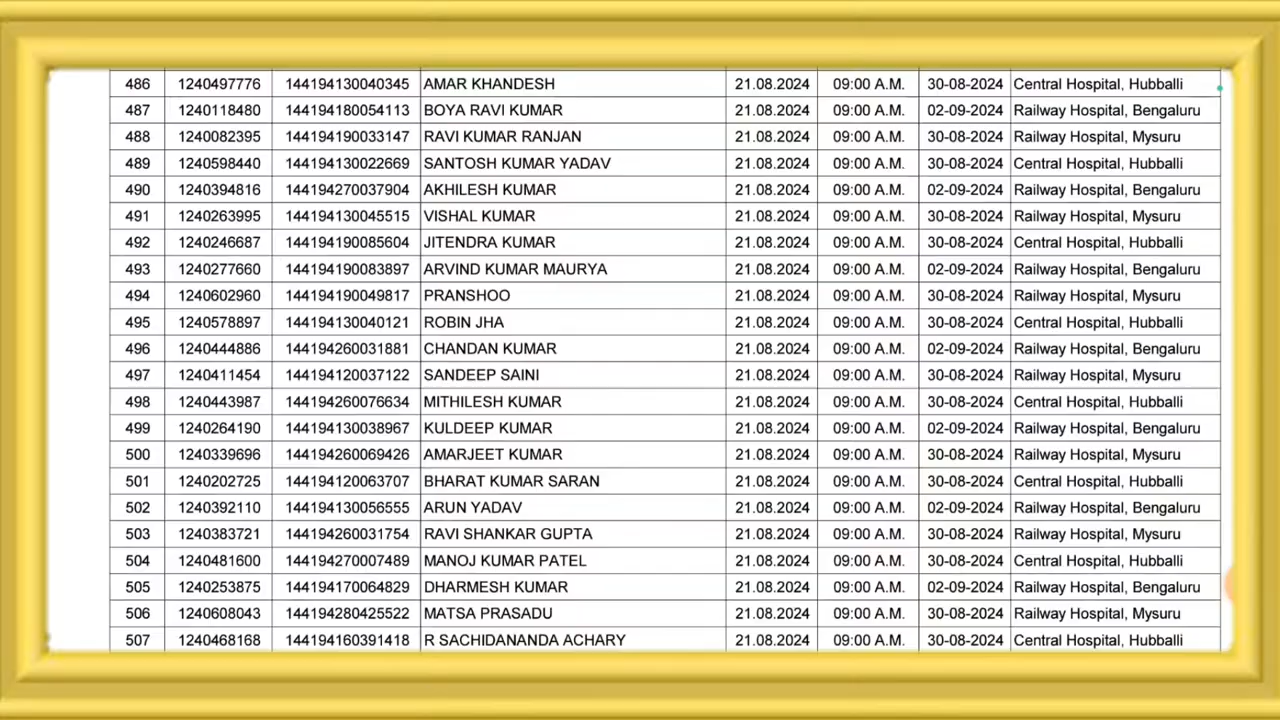 486 1240497776 144194130040345 AMAR KHANDESH 21.08.2024 09:00 A.M. 30-08-2024 Central Hospital, Hubballi
487 1240118480 144194180054113 BOYA RAVI KUMAR 21.08.2024 09:00 A.M. 02-09-2024 Railway Hospital, Bengaluru
488 1240082395 144194190033147 RAVI KUMAR RANJAN 21.08.2024 09:00 A.M. 30-08-2024 Railway Hospital, Mysuru
489 1240598440 144194130022669 SANTOSH KUMAR YADAV 21.08.2024 09:00 A.M. 30-08-2024 Central Hospital, Hubballi
490 1240394816 144194270037904 AKHILESH KUMAR 21.08.2024 09:00 A.M. 02-09-2024 Railway Hospital, Bengaluru
491 1240263995 144194130045515 VISHAL KUMAR 21.08.2024 09:00 A.M. 30-08-2024 Railway Hospital, Mysuru
492 1240246687 144194190085604 JITENDRA KUMAR 21.08.2024 09:00 A.M. 30-08-2024 Central Hospital, Hubballi
493 1240277660 144194190083897 ARVIND KUMAR MAURYA 21.08.2024 09:00 A.M. 02-09-2024 Railway Hospital, Bengaluru
494 1240602960 144194190049817 PRANSHOO 21.08.2024 09:00 A.M. 30-08-2024 Railway Hospital, Mysuru
495 1240578897 144194130040121 ROBIN JHA 21.08.2024 09:00 A.M. 30-08-2024 Central Hospital, Hubballi
496 1240444886 144194260031881 CHANDAN KUMAR 21.08.2024 09:00 A.M. 02-09-2024 Railway Hospital, Bengaluru
497 1240411454 144194120037122 SANDEEP SAINI 21.08.2024 09:00 A.M. 30-08-2024 Railway Hospital, Mysuru
498 1240443987 144194260076634 MITHILESH KUMAR 21.08.2024 09:00 A.M. 30-08-2024 Central Hospital, Hubballi
499 1240264190 144194130038967 KULDEEP KUMAR 21.08.2024 09:00 A.M. 02-09-2024 Railway Hospital, Bengaluru
500 1240339696 144194260069426 AMARJEET KUMAR 21.08.2024 09:00 A.M. 30-08-2024 Railway Hospital, Mysuru
501 1240202725 144194120063707 BHARAT KUMAR SARAN 21.08.2024 09:00 A.M. 30-08-2024 Central Hospital, Hubballi
502 1240392110 144194130056555 ARUN YADAV 21.08.2024 09:00 A.M. 02-09-2024 Railway Hospital, Bengaluru
503 1240383721 144194260031754 RAVI SHANKAR GUPTA 21.08.2024 09:00 A.M. 30-08-2024 Railway Hospital, Mysuru
504 1240481600 144194270007489 MANOJ KUMAR PATEL 21.08.2024 09:00 A.M. 30-08-2024 Central Hospital, Hubballi
505 1240253875 144194170064829 DHARMESH KUMAR 21.08.2024 09:00 A.M. 02-09-2024 Railway Hospital, Bengaluru
506 1240608043 144194280425522 MATSA PRASADU 21.08.2024 09:00 A.M. 30-08-2024 Railway Hospital, Mysuru
507 1240468168 144194160391418 R SACHIDANANDA ACHARY 21.08.2024 09:00 A.M. 30-08-2024 Central Hospital, Hubballi